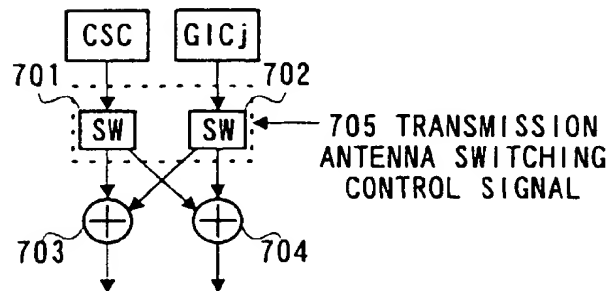 CSC GICj
701 702
SW SW
705 TRANSMISSION
ANTENNA SWITCHING
CONTROL SIGNAL
703 704